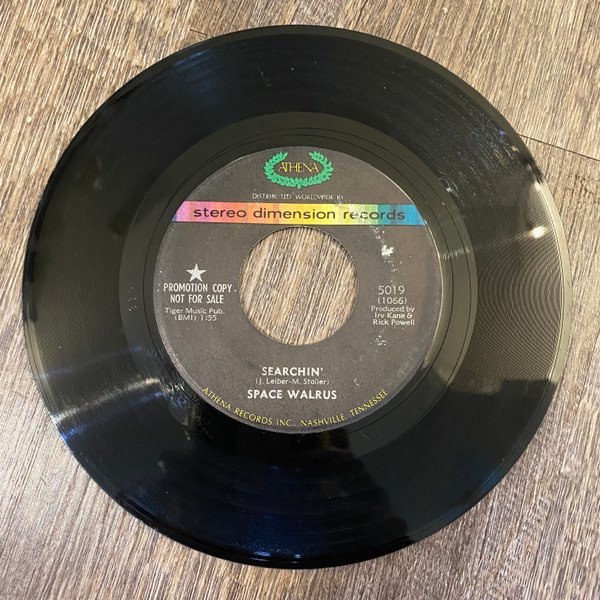 ATHENA
DISTRIBUTED WORLDWIDE BY
stereo dimension records
PROMOTION COPY
NOT FOR SALE
Tiger Music Pub.
(BMI) 1:55
5019
(1066)
Produced by
Irv Kane &
Rick Powell
SEARCHIN'
(J. Leiber-M. Stoller)
SPACE WALRUS
ATHENA RECORDS INC., NASHVILLE, TENNESSEE